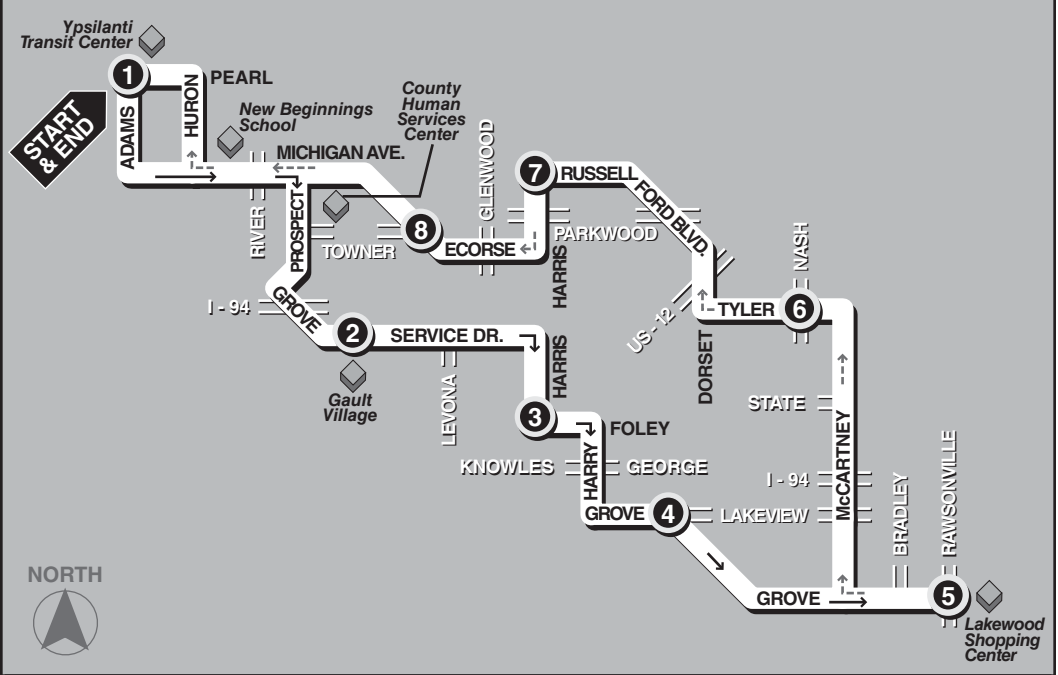 Ypsilanti
Transit Center
1
PEARL
START
& END
ADAMS
HURON
New Beginnings
School
County
Human
Services
Center
MICHIGAN AVE.
RIVER
PROSPECT
TOWNER
8
ECORSE
GLENWOOD
7
RUSSELL
FORD BLVD.
PARKWOOD
HARRIS
I - 94
GROVE
2
SERVICE DR.
Gault
Village
LEVONA
HARRIS
US - 12
DORSET
TYLER
6
NASH
3
FOLEY
STATE
KNOWLES
HARRY
GEORGE
I - 94
McCARTNEY
GROVE
4
LAKEVIEW
BRADLEY
RAWSONVILLE
GROVE
5
Lakewood
Shopping
Center
NORTH